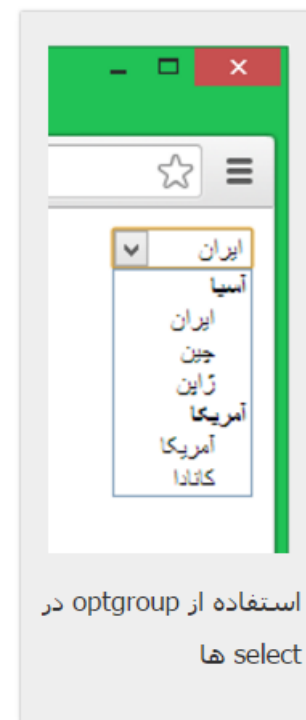 ایران
آسیا
ایران
چین
ژاپن
آمریکا
آمریکا
کانادا
استفاده از optgroup در
select ها